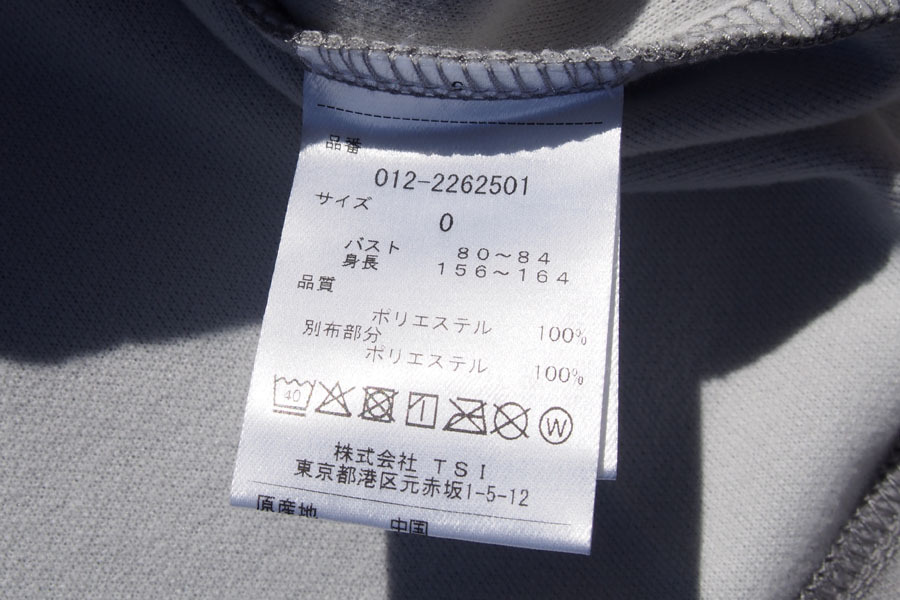 品番
012-2262501
サイズ
0
バスト 80～84
身長 156～164
品質
ポリエステル 100%
別布部分
ポリエステル 100%
40 W
株式会社 TSI
東京都港区元赤坂1-5-12
原産地 中国